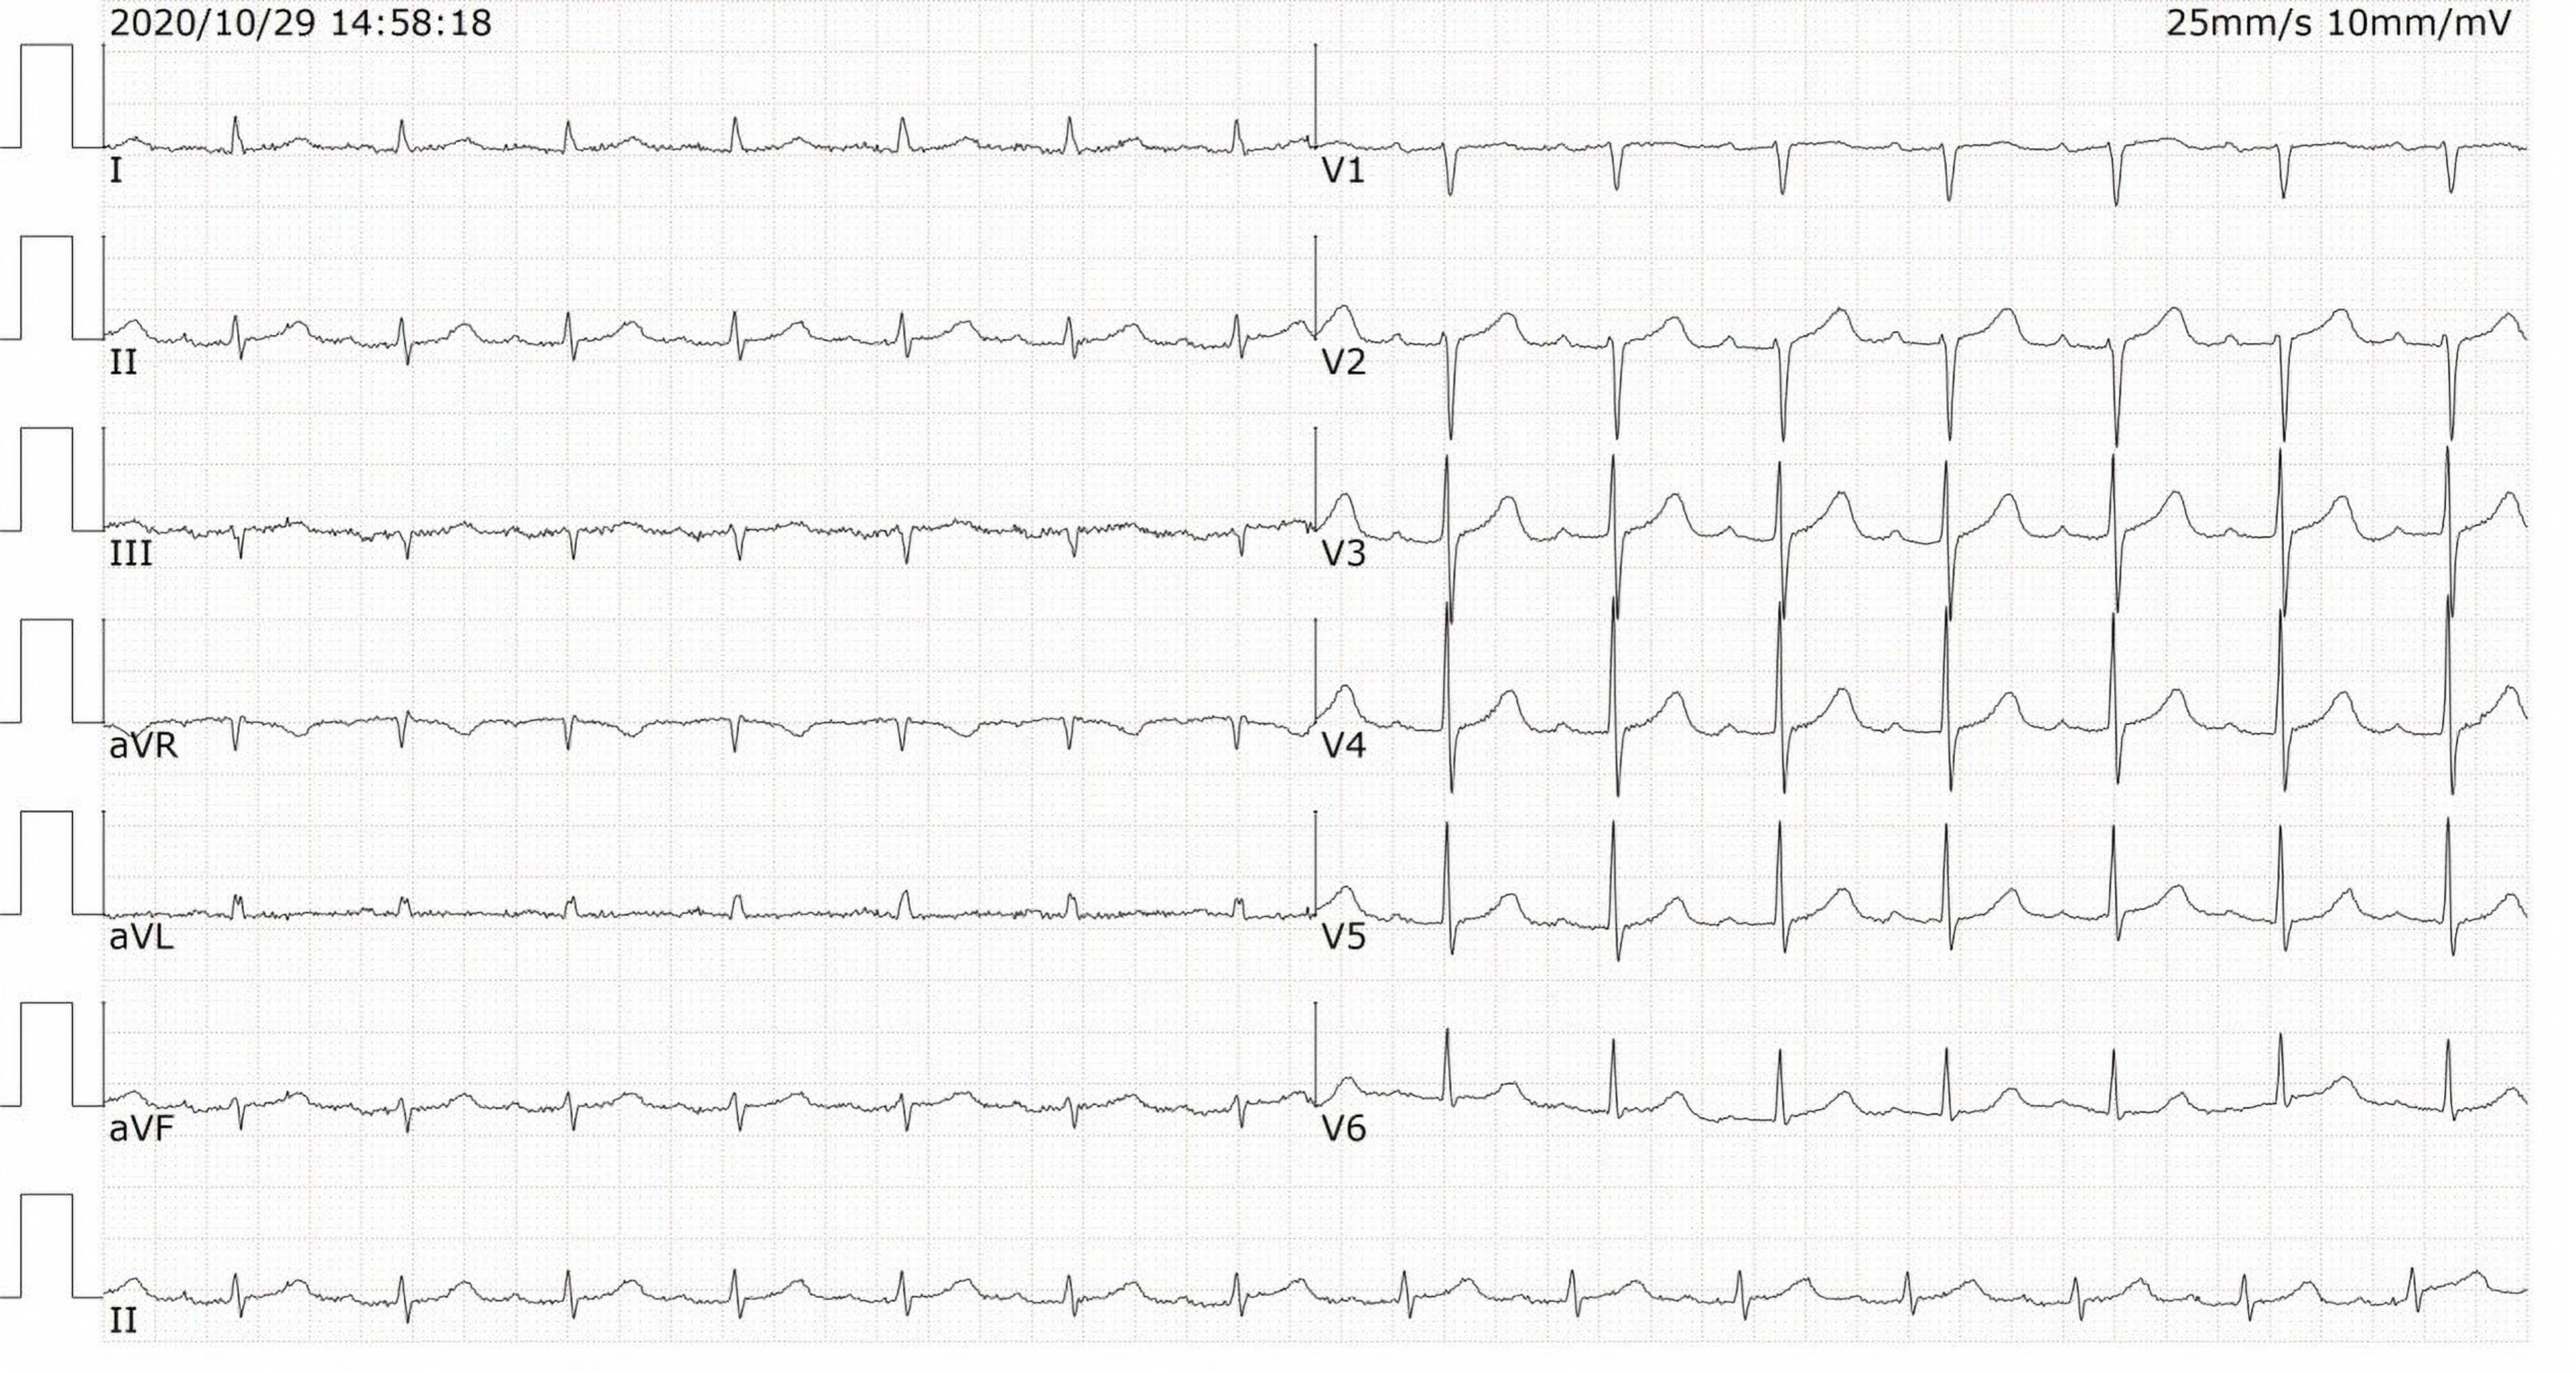 2020/10/29 14:58:18 25mm/s 10mm/mV
I V1
II V2
III V3
aVR V4
aVL V5
aVF V6
II